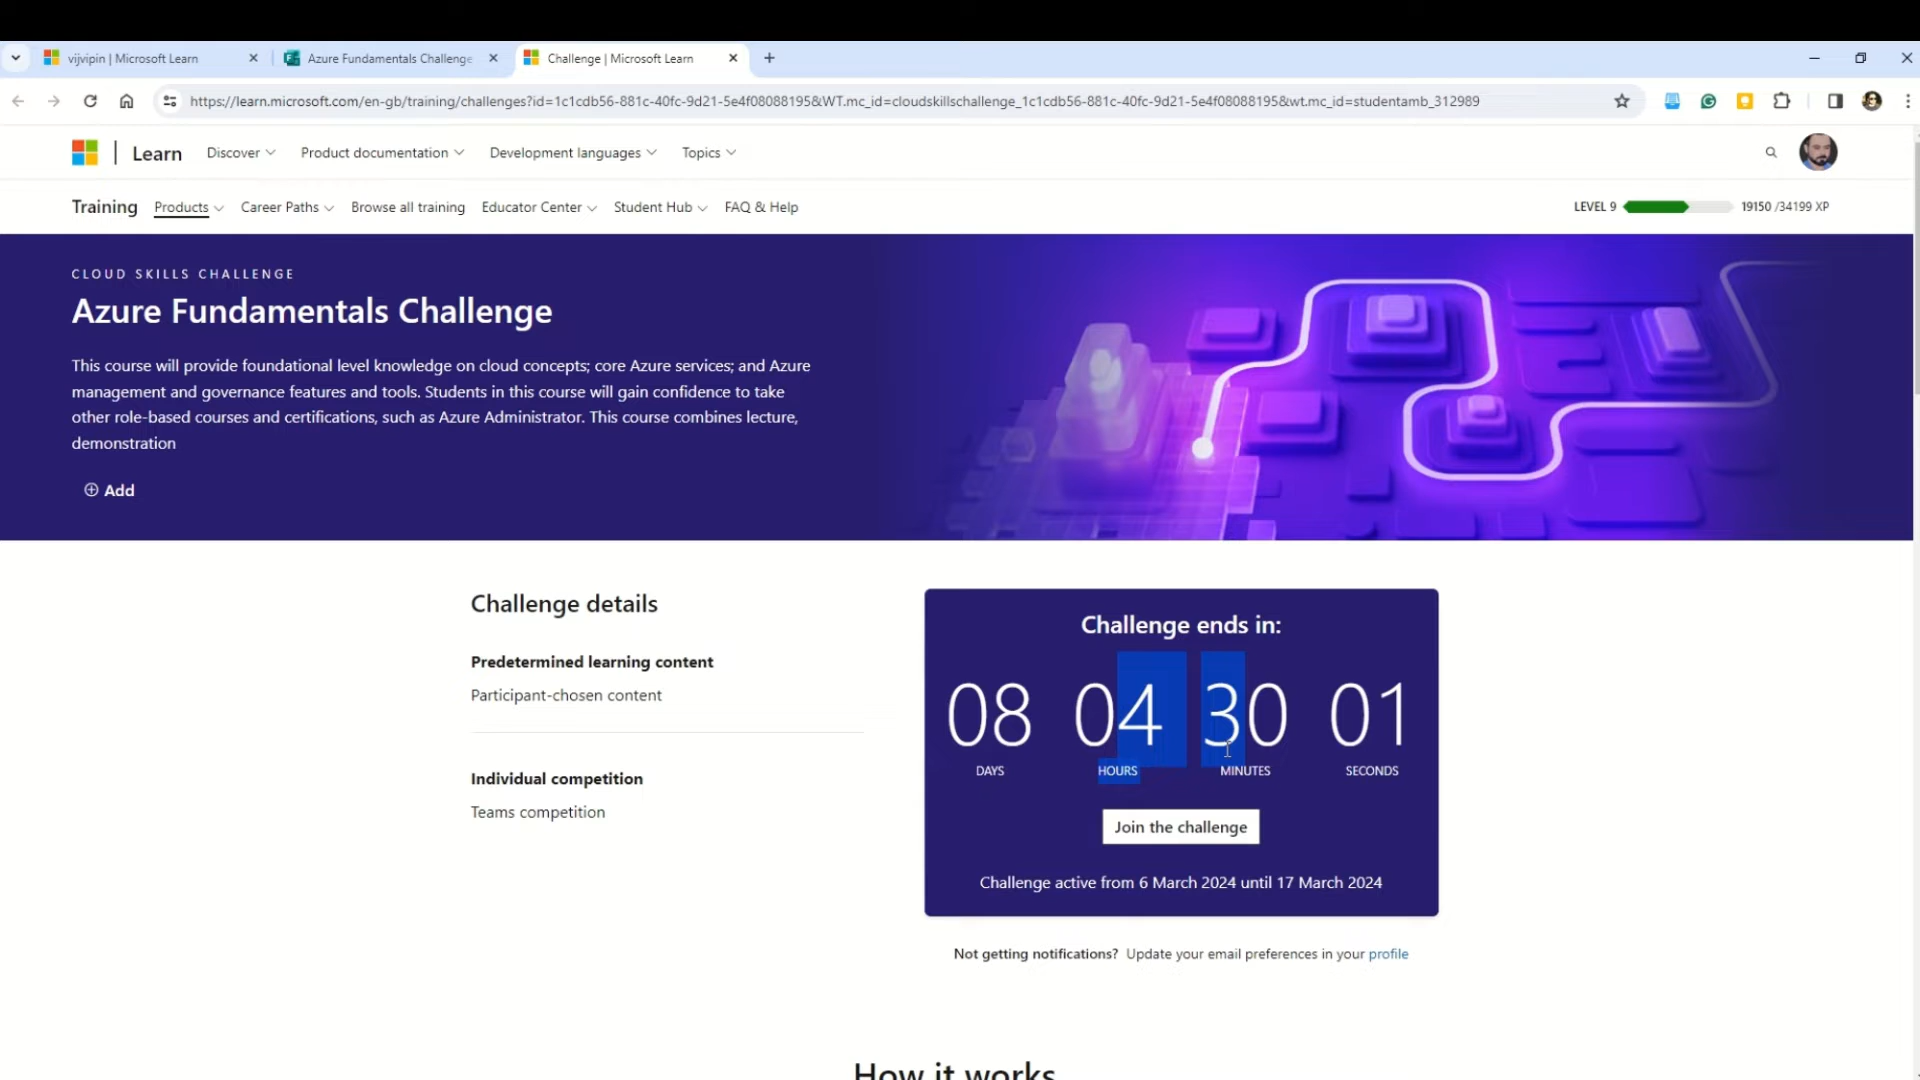 vijvipin | Microsoft Learn
Azure Fundamentals Challenge
Challenge | Microsoft Learn
https://learn.microsoft.com/en-gb/training/challenges?id=1c1cdb56-881c-40fc-9d21-5e4f08088195&WT.mc_id=cloudskillschallenge_1c1cdb56-881c-40fc-9d21-5e4f08088195&wt.mc_id=studentamb_312989
Learn Discover Product documentation Development languages Topics
Training Products Career Paths Browse all training Educator Center Student Hub FAQ & Help LEVEL 9 19150 /34199 XP
CLOUD SKILLS CHALLENGE
Azure Fundamentals Challenge
This course will provide foundational level knowledge on cloud concepts; core Azure services; and Azure
management and governance features and tools. Students in this course will gain confidence to take
other role-based courses and certifications, such as Azure Administrator. This course combines lecture,
demonstration
Add
Challenge details
Predetermined learning content
Participant-chosen content
Individual competition
Teams competition
Challenge ends in:
08 04 30 01
DAYS HOURS MINUTES SECONDS
Join the challenge
Challenge active from 6 March 2024 until 17 March 2024
Not getting notifications? Update your email preferences in your profile
How it works